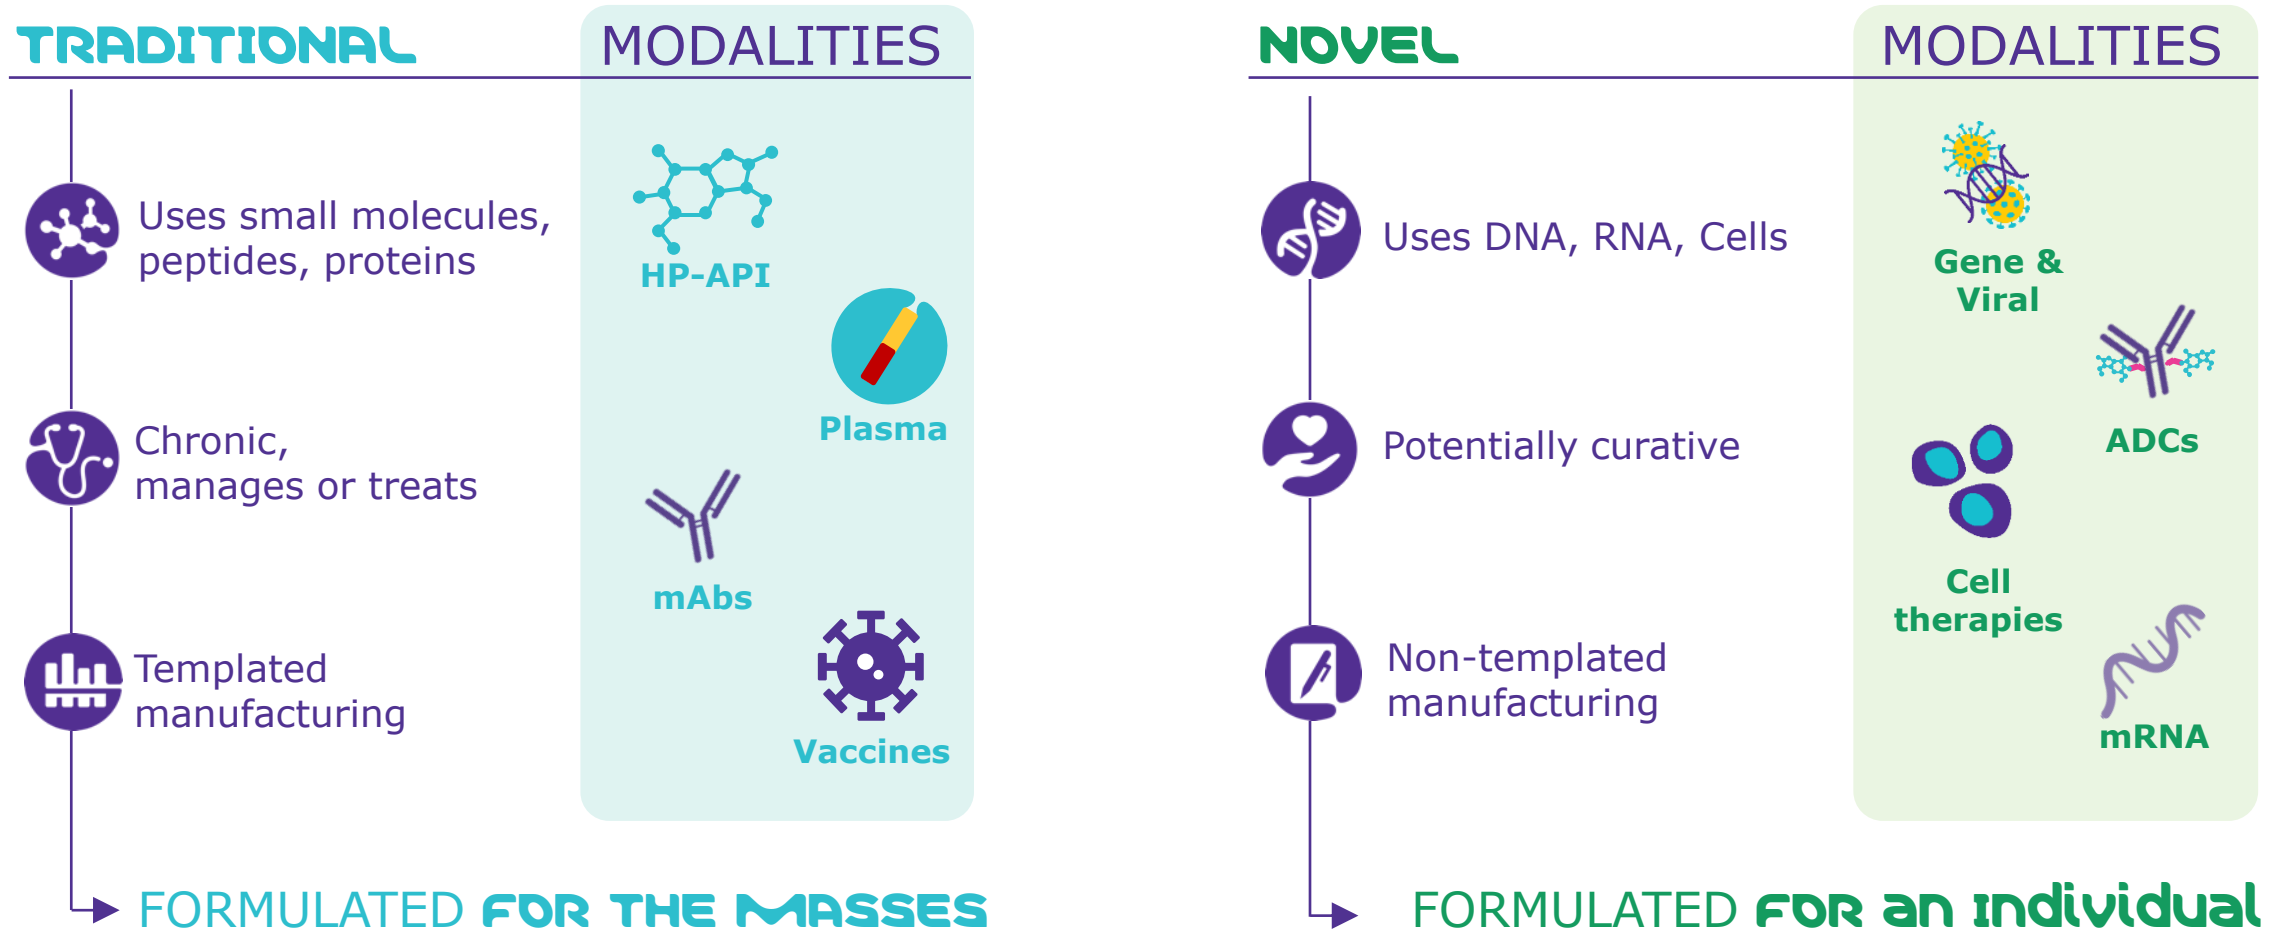 TRADITIONAL
MODALITIES
Uses small molecules,
peptides, proteins
Chronic,
manages or treats
Templated
manufacturing
HP-API
Plasma
mAbs
Vaccines
FORMULATED FOR THE MASSES
NOVEL
MODALITIES
Uses DNA, RNA, Cells
Potentially curative
Non-templated
manufacturing
Gene &
Viral
ADCs
Cell
therapies
mRNA
FORMULATED FOR an Individual